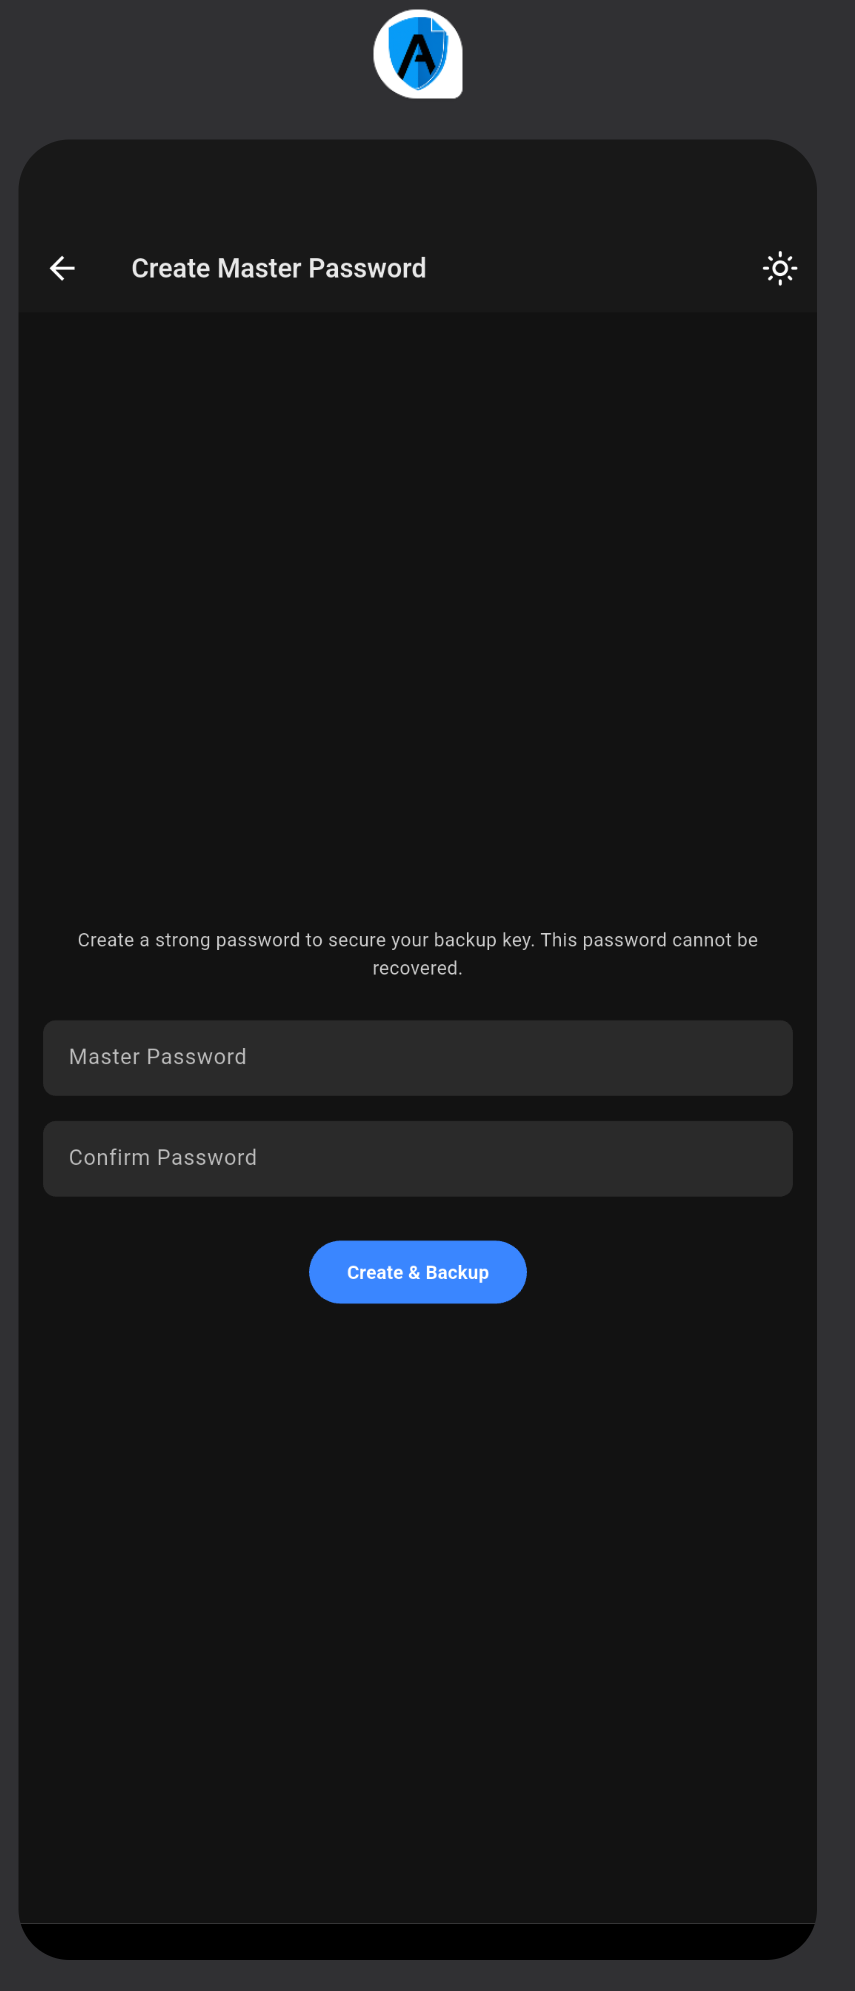 A
Create Master Password
Create a strong password to secure your backup key. This password cannot be
recovered.
Master Password
Confirm Password
Create & Backup